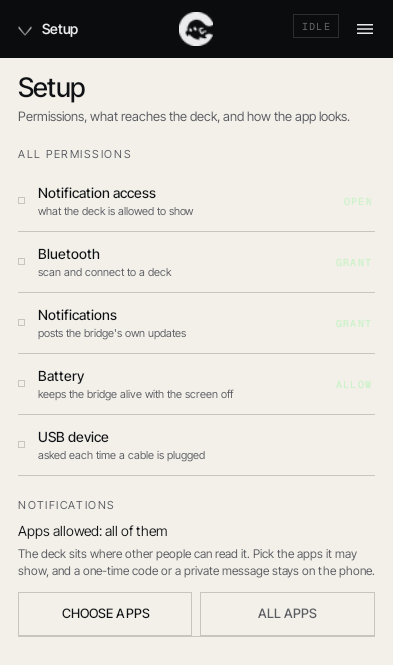 Setup
IDLE
Setup
Permissions, what reaches the deck, and how the app looks.
ALL PERMISSIONS
Notification access
what the deck is allowed to show
OPEN
Bluetooth
scan and connect to a deck
GRANT
Notifications
posts the bridge's own updates
GRANT
Battery
keeps the bridge alive with the screen off
ALLOW
USB device
asked each time a cable is plugged
NOTIFICATIONS
Apps allowed: all of them
The deck sits where other people can read it. Pick the apps it may
show, and a one-time code or a private message stays on the phone.
CHOOSE APPS
ALL APPS